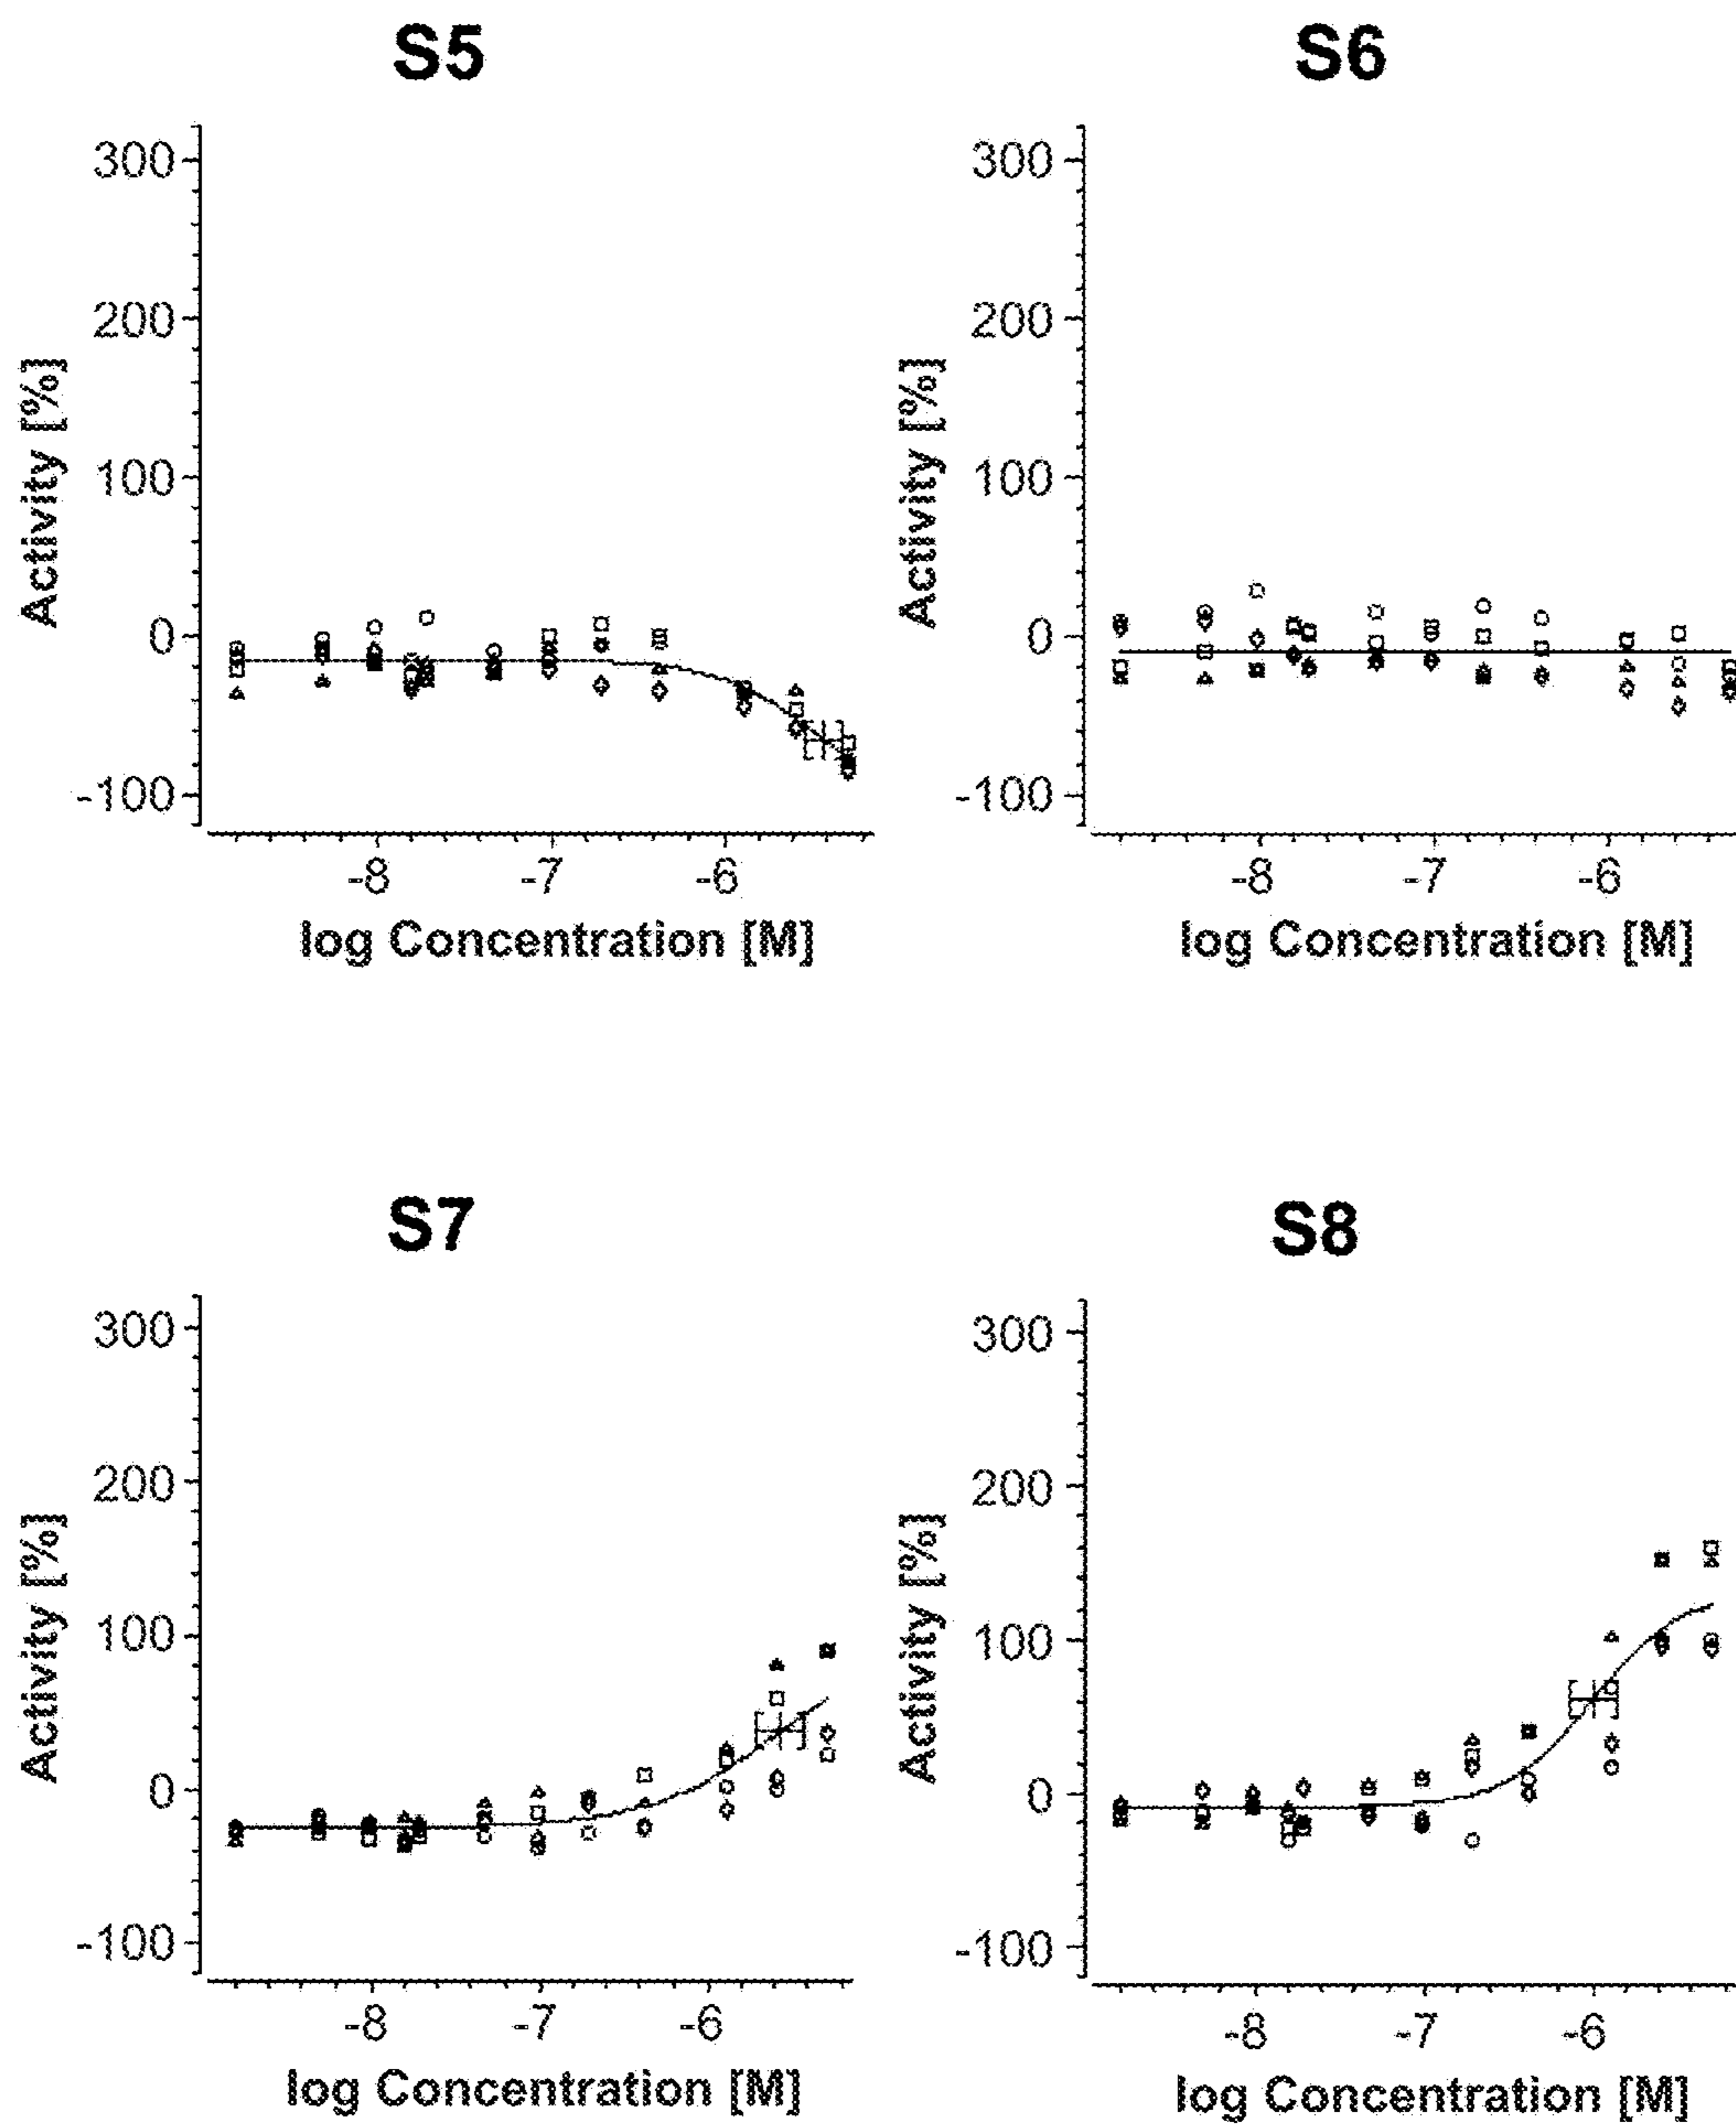 S5
300
200
100
0
-100
Activity [%]
-8 -7 -6
log Concentration [M]
S6
300
200
100
0
-100
Activity [%]
-8 -7 -6
log Concentration [M]
S7
300
200
100
0
-100
Activity [%]
-8 -7 -6
log Concentration [M]
S8
300
200
100
0
-100
Activity [%]
-8 -7 -6
log Concentration [M]